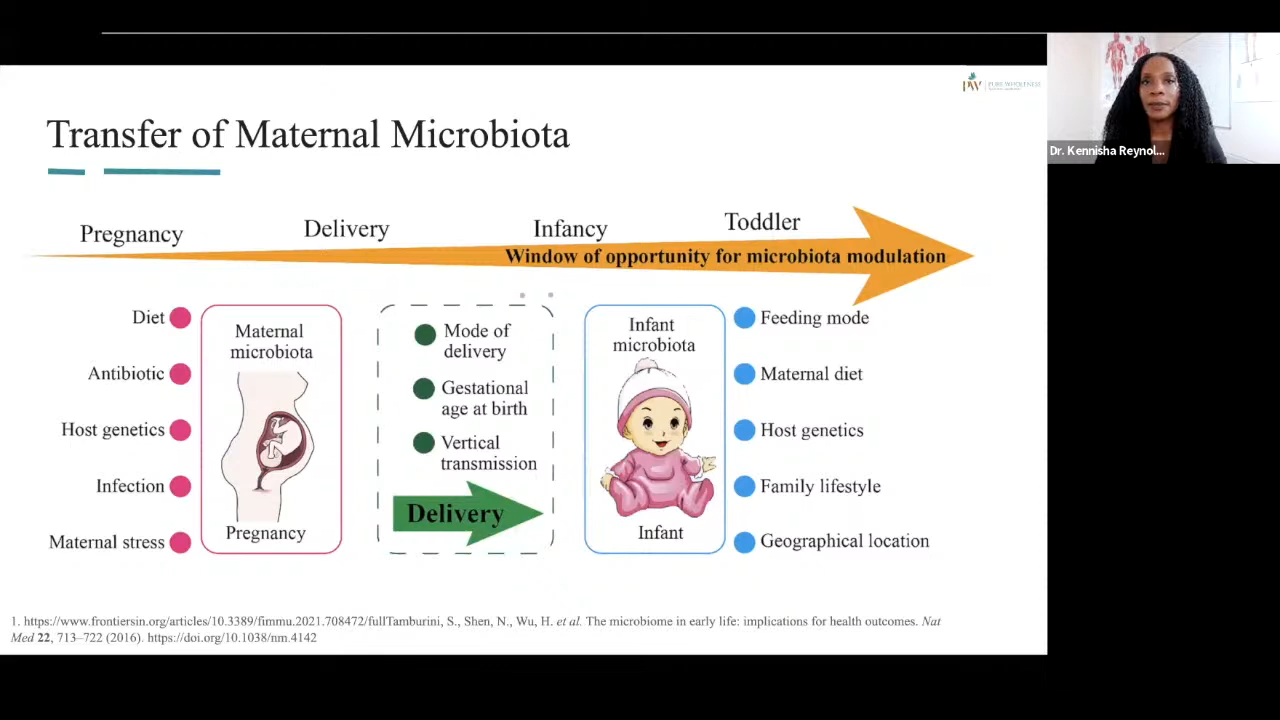 PW
Dr. Kennisha Reynol...
Transfer of Maternal Microbiota
Pregnancy
Delivery
Infancy
Toddler
Window of opportunity for microbiota modulation
Diet
Antibiotic
Host genetics
Infection
Maternal stress
Maternal
microbiota
Pregnancy
Mode of
delivery
Gestational
age at birth
Vertical
transmission
Delivery
Infant
microbiota
Infant
Feeding mode
Maternal diet
Host genetics
Family lifestyle
Geographical location
1. https://www.frontiersin.org/articles/10.3389/fimmu.2021.708472/fullTamburini, S., Shen, N., Wu, H. et al. The microbiome in early life: implications for health outcomes. Nat
Med 22, 713–722 (2016). https://doi.org/10.1038/nm.4142